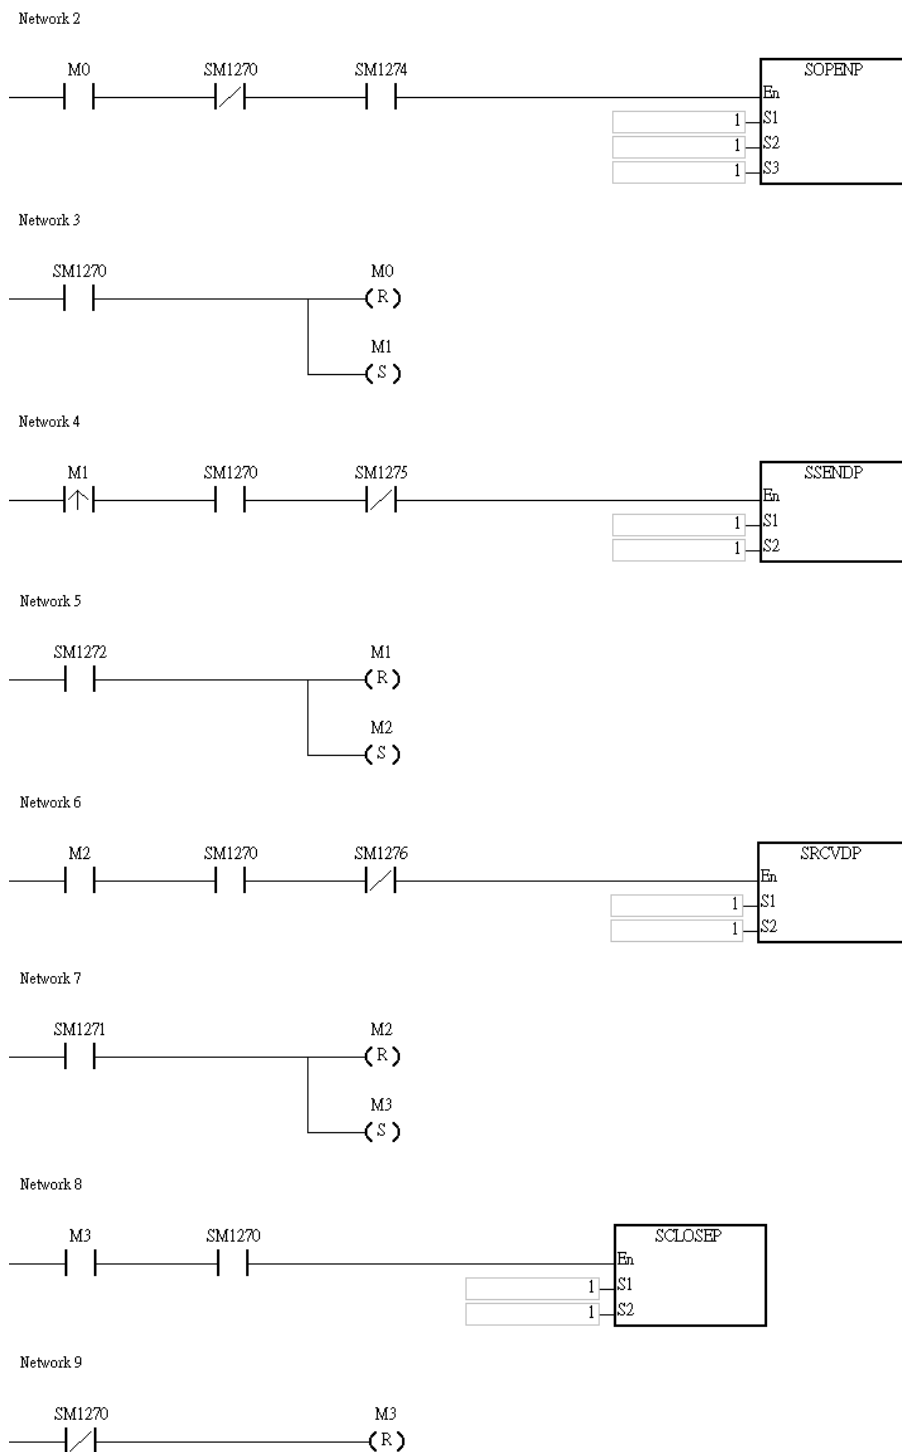 Network 2
M0 SM1270 SM1274 SOPENP
En
1 S1
1 S2
1 S3
Network 3
SM1270 M0
R
M1
S
Network 4
M1 SM1270 SM1275 SSENDP
En
1 S1
1 S2
Network 5
SM1272 M1
R
M2
S
Network 6
M2 SM1270 SM1276 SRCVDP
En
1 S1
1 S2
Network 7
SM1271 M2
R
M3
S
Network 8
M3 SM1270 SCLOSEP
En
1 S1
1 S2
Network 9
SM1270 M3
R